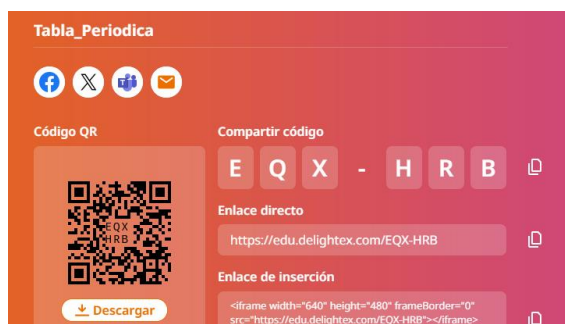 Tabla_Periodica
Código QR
EQX
HRB
Descargar
Compartir código
E Q X - H R B
Enlace directo
https://edu.delightex.com/EQX-HRB
Enlace de inserción
<iframe width="640" height="480" frameBorder="0"
src="https://edu.delightex.com/EQX-HRB"></iframe>